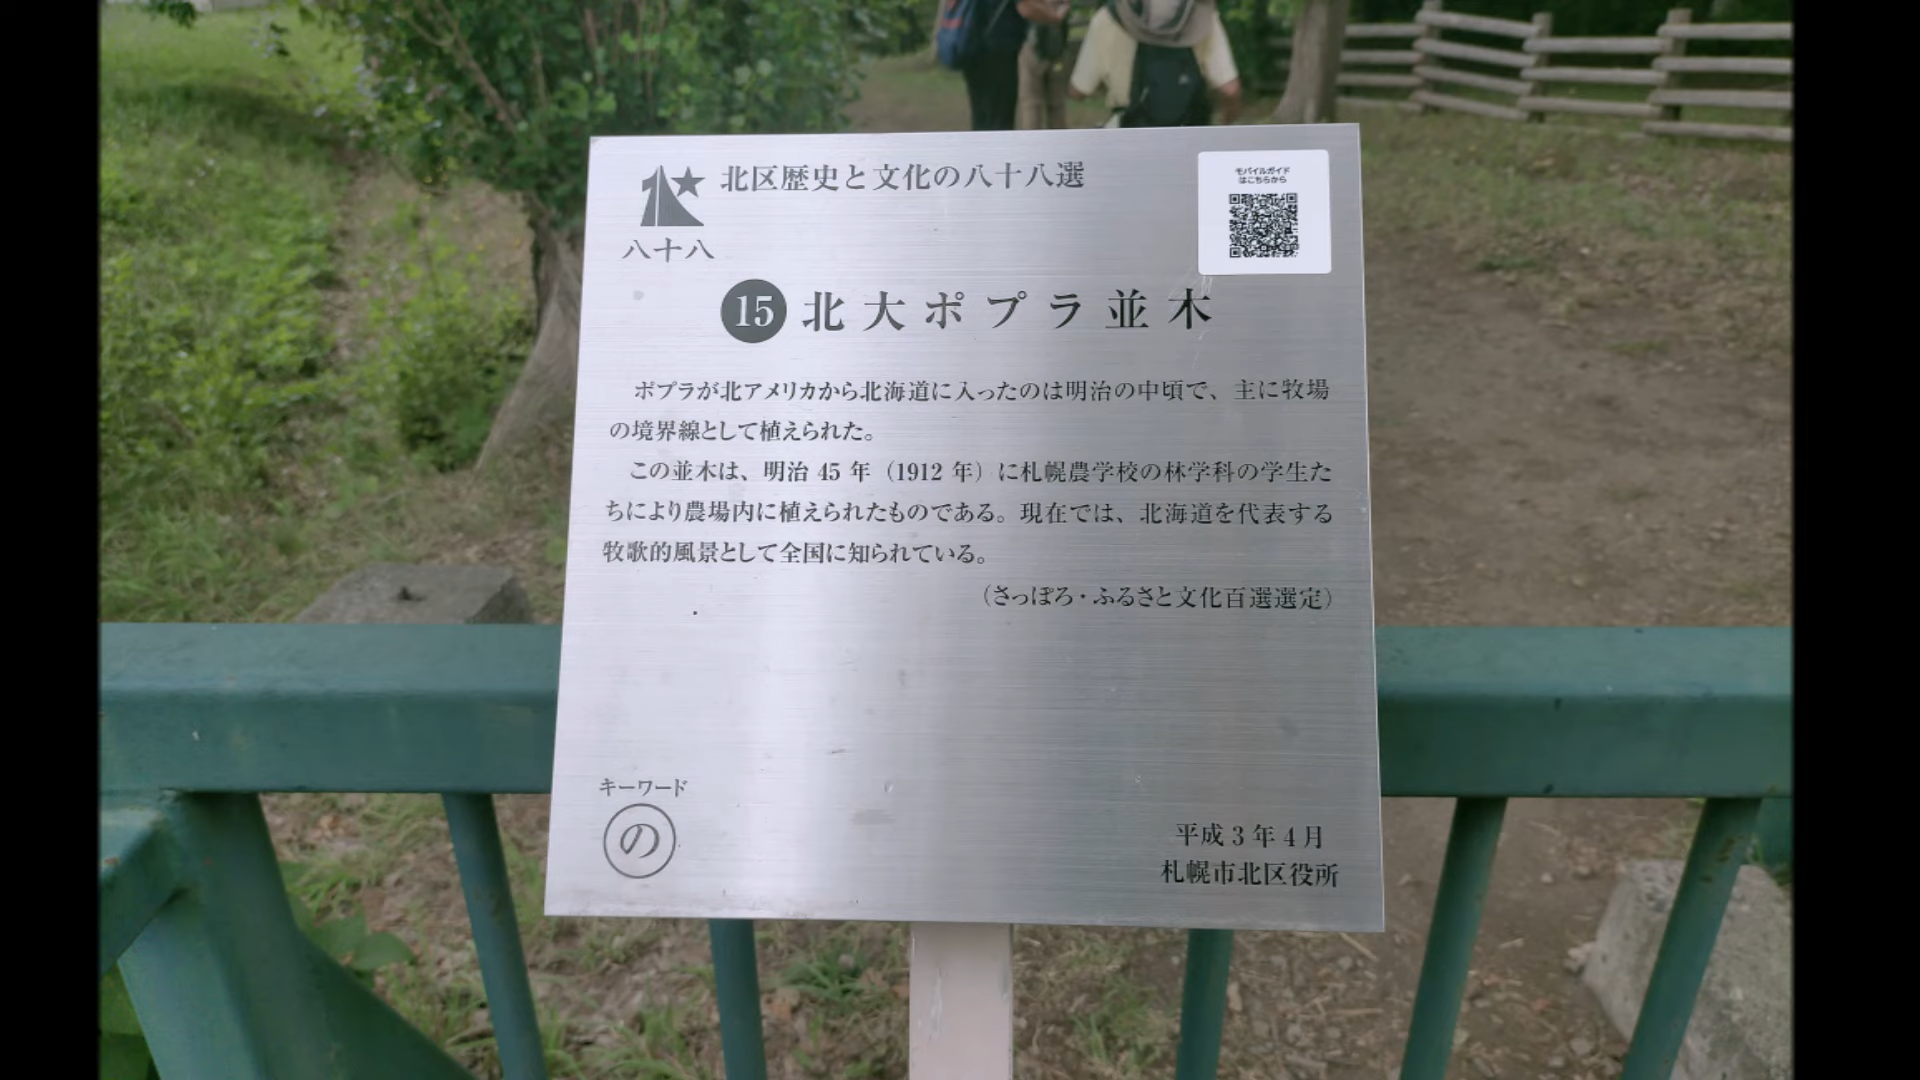 北区歴史と文化の八十八選
八十八
モバイルガイド
はこちらから
15 北大ポプラ並木
ポプラが北アメリカから北海道に入ったのは明治の中頃で、主に牧場
の境界線として植えられた。
この並木は、明治 45 年（1912 年）に札幌農学校の林学科の学生た
ちにより農場内に植えられたものである。現在では、北海道を代表する
牧歌的風景として全国に知られている。
（さっぽろ・ふるさと文化百選選定）
キーワード
の
平成 3 年 4 月
札幌市北区役所